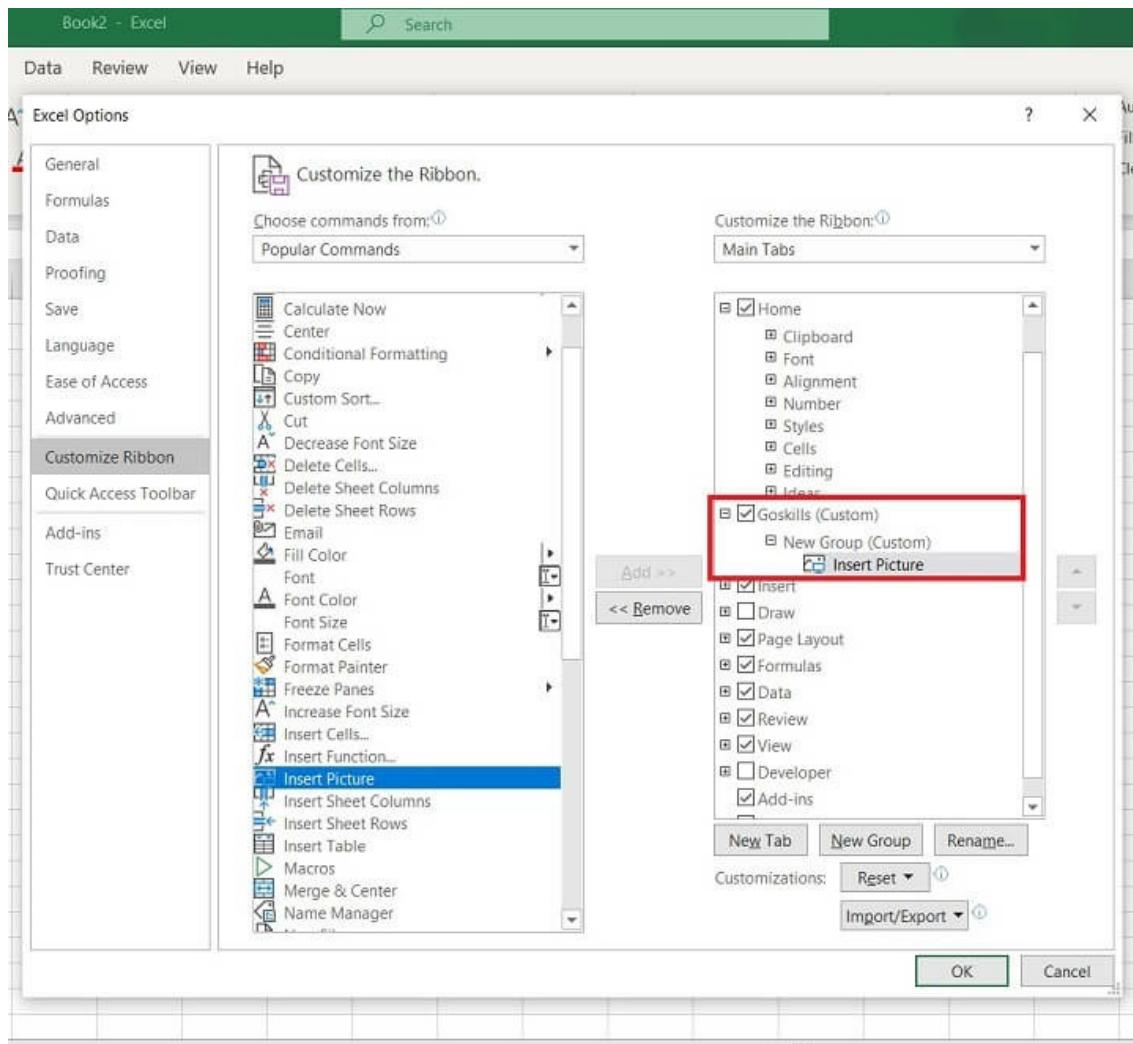 Book2 - Excel
Search
Data Review View Help
Excel Options
?
General
Formulas
Data
Proofing
Save
Language
Ease of Access
Advanced
Customize Ribbon
Quick Access Toolbar
Add-ins
Trust Center
Customize the Ribbon.
Choose commands from:
Popular Commands
Calculate Now
Center
Conditional Formatting
Copy
Custom Sort...
Cut
Decrease Font Size
Delete Cells...
Delete Sheet Columns
Delete Sheet Rows
Email
Fill Color
Font
Font Color
Font Size
Format Cells
Format Painter
Freeze Panes
Increase Font Size
Insert Cells...
Insert Function...
Insert Picture
Insert Sheet Columns
Insert Sheet Rows
Insert Table
Macros
Merge & Center
Name Manager
Add >>
<< Remove
Customize the Ribbon:
Main Tabs
Home
Clipboard
Font
Alignment
Number
Styles
Cells
Editing
Ideas
Goskills (Custom)
New Group (Custom)
Insert Picture
Insert
Draw
Page Layout
Formulas
Data
Review
View
Developer
Add-ins
New Tab New Group Rename...
Customizations: Reset
Import/Export
OK Cancel